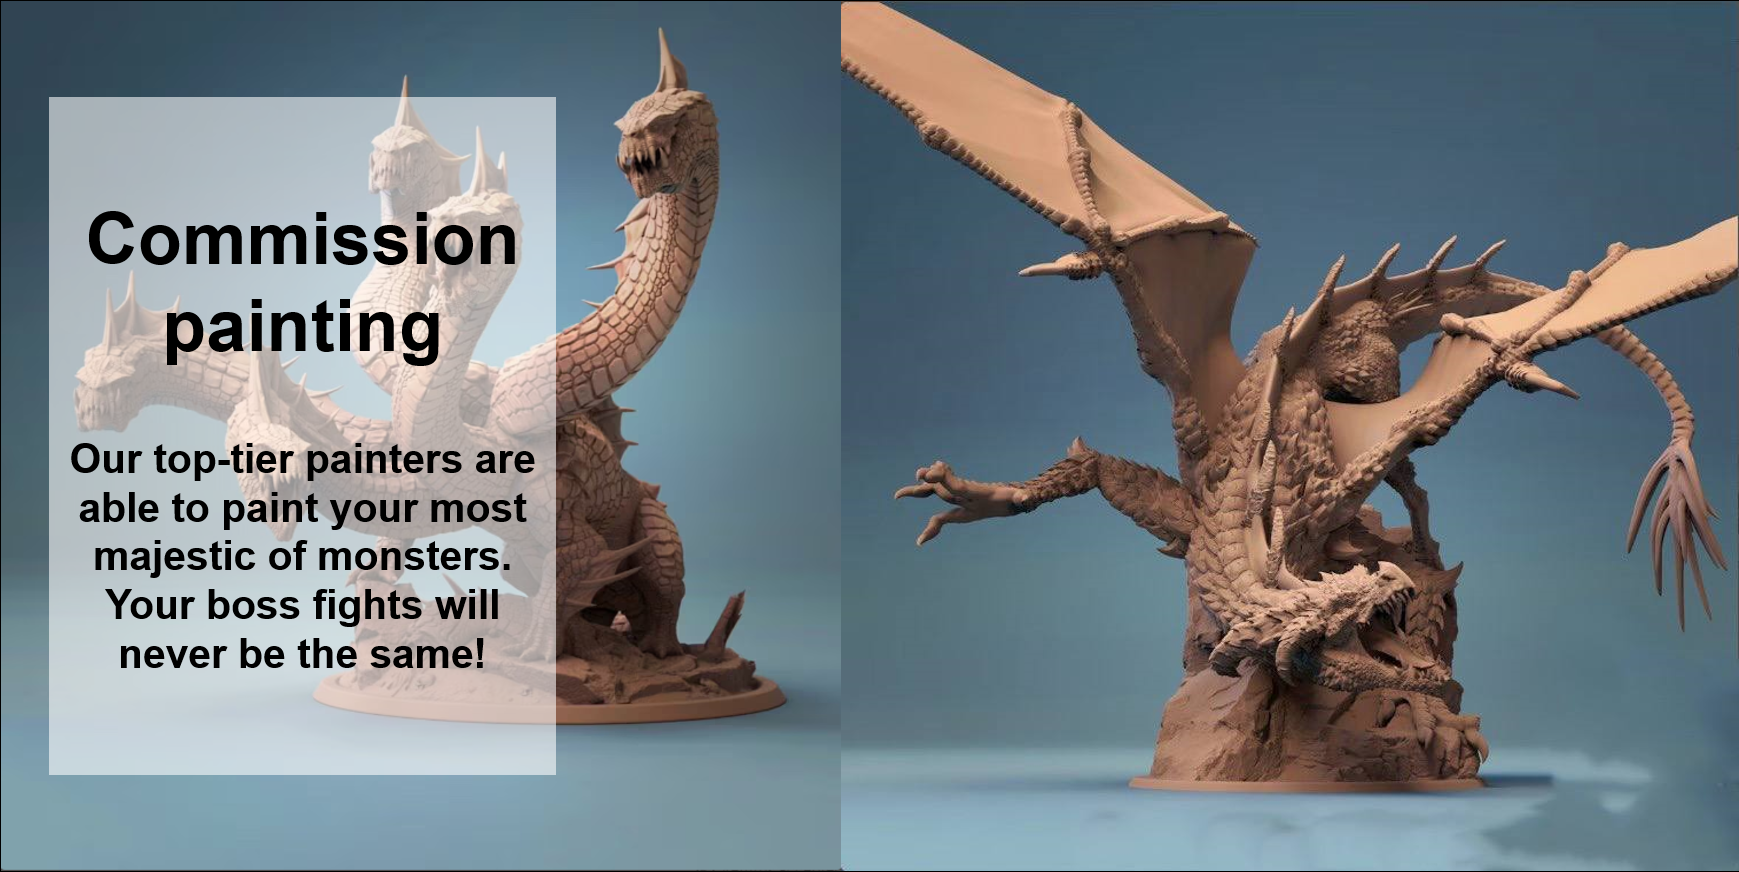 Commission
painting
Our top-tier painters are
able to paint your most
majestic of monsters.
Your boss fights will
never be the same!